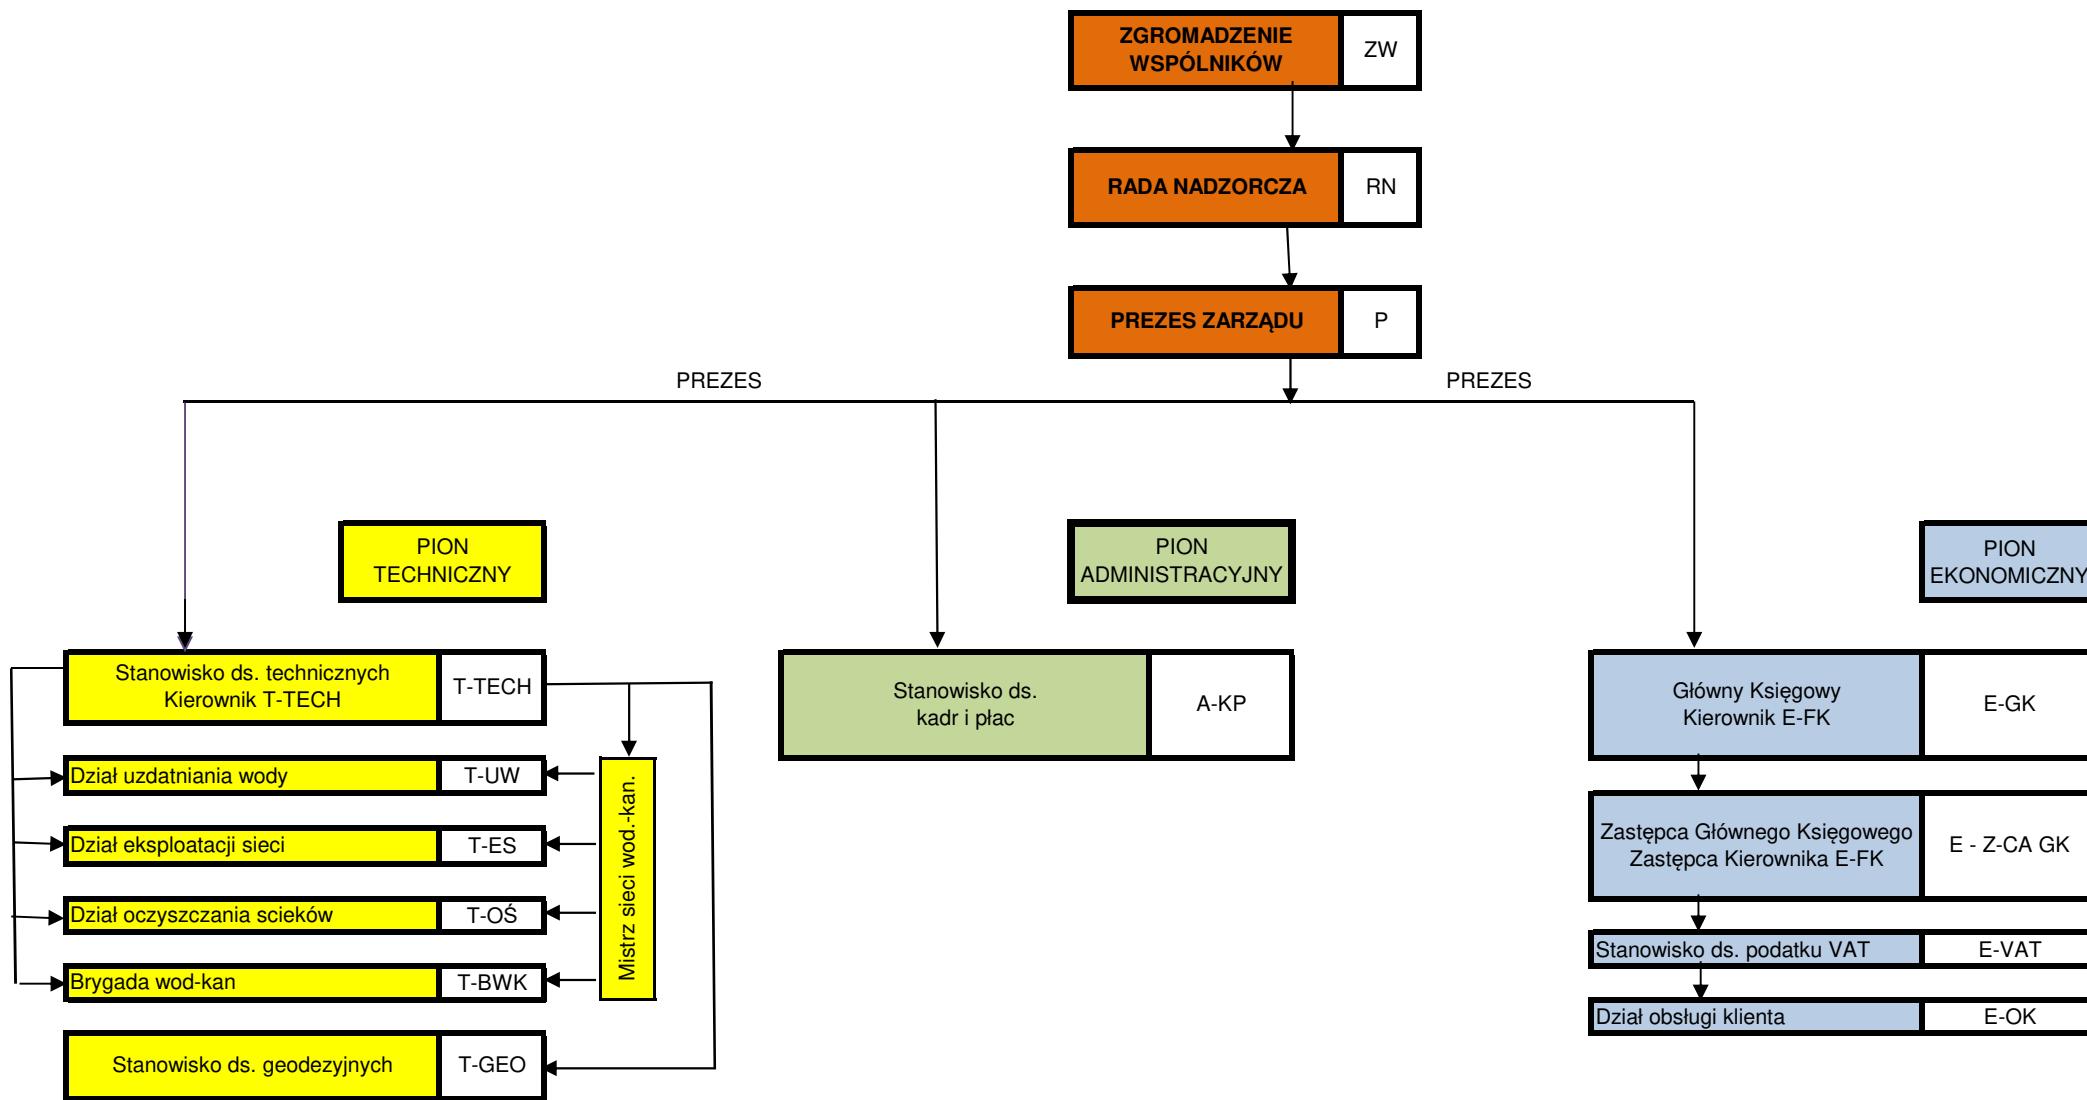 ZGROMADZENIE
WSPÓLNIKÓW
ZW
RADA NADZORCZA
RN
PREZES ZARZĄDU
P
PREZES
PREZES
PION
TECHNICZNY
PION
ADMINISTRACYJNY
PION
EKONOMICZNY
Stanowisko ds. technicznych
Kierownik T-TECH
T-TECH
Stanowisko ds.
kadr i płac
A-KP
Główny Księgowy
Kierownik E-FK
E-GK
Dział uzdatniania wody
T-UW
Dział eksploatacji sieci
T-ES
Dział oczyszczania scieków
T-OŚ
Brygada wod-kan
T-BWK
Mistrz sieci wod.-kan.
Stanowisko ds. geodezyjnych
T-GEO
Zastępca Głównego Księgowego
Zastępca Kierownika E-FK
E - Z-CA GK
Stanowisko ds. podatku VAT
E-VAT
Dział obsługi klienta
E-OK